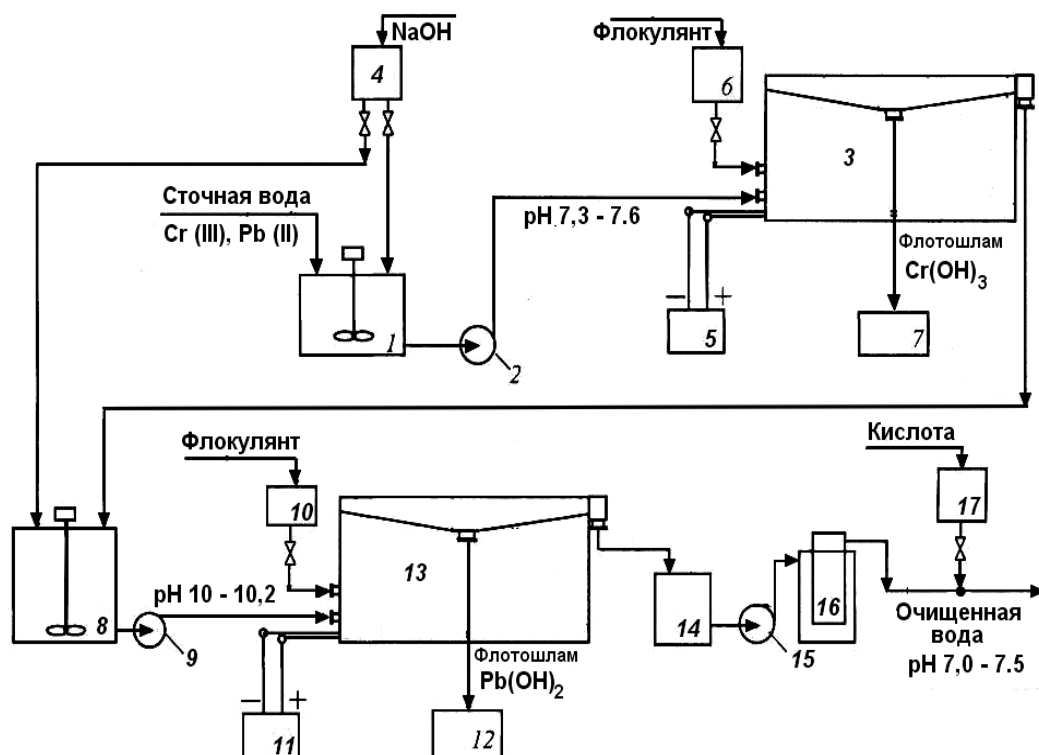 NaOH
4
Флокулянт
6
3
Сточная вода
Cr (III), Pb (II)
pH 7,3 - 7.6
Флотошлам
Cr(OH)3
1
2
− +
5
7
Флокулянт
Кислота
10
17
13
pH 10 - 10,2
8
9
14
15
16
Очищенная
вода
pH 7,0 - 7.5
Флотошлам
Pb(OH)2
− +
11
12